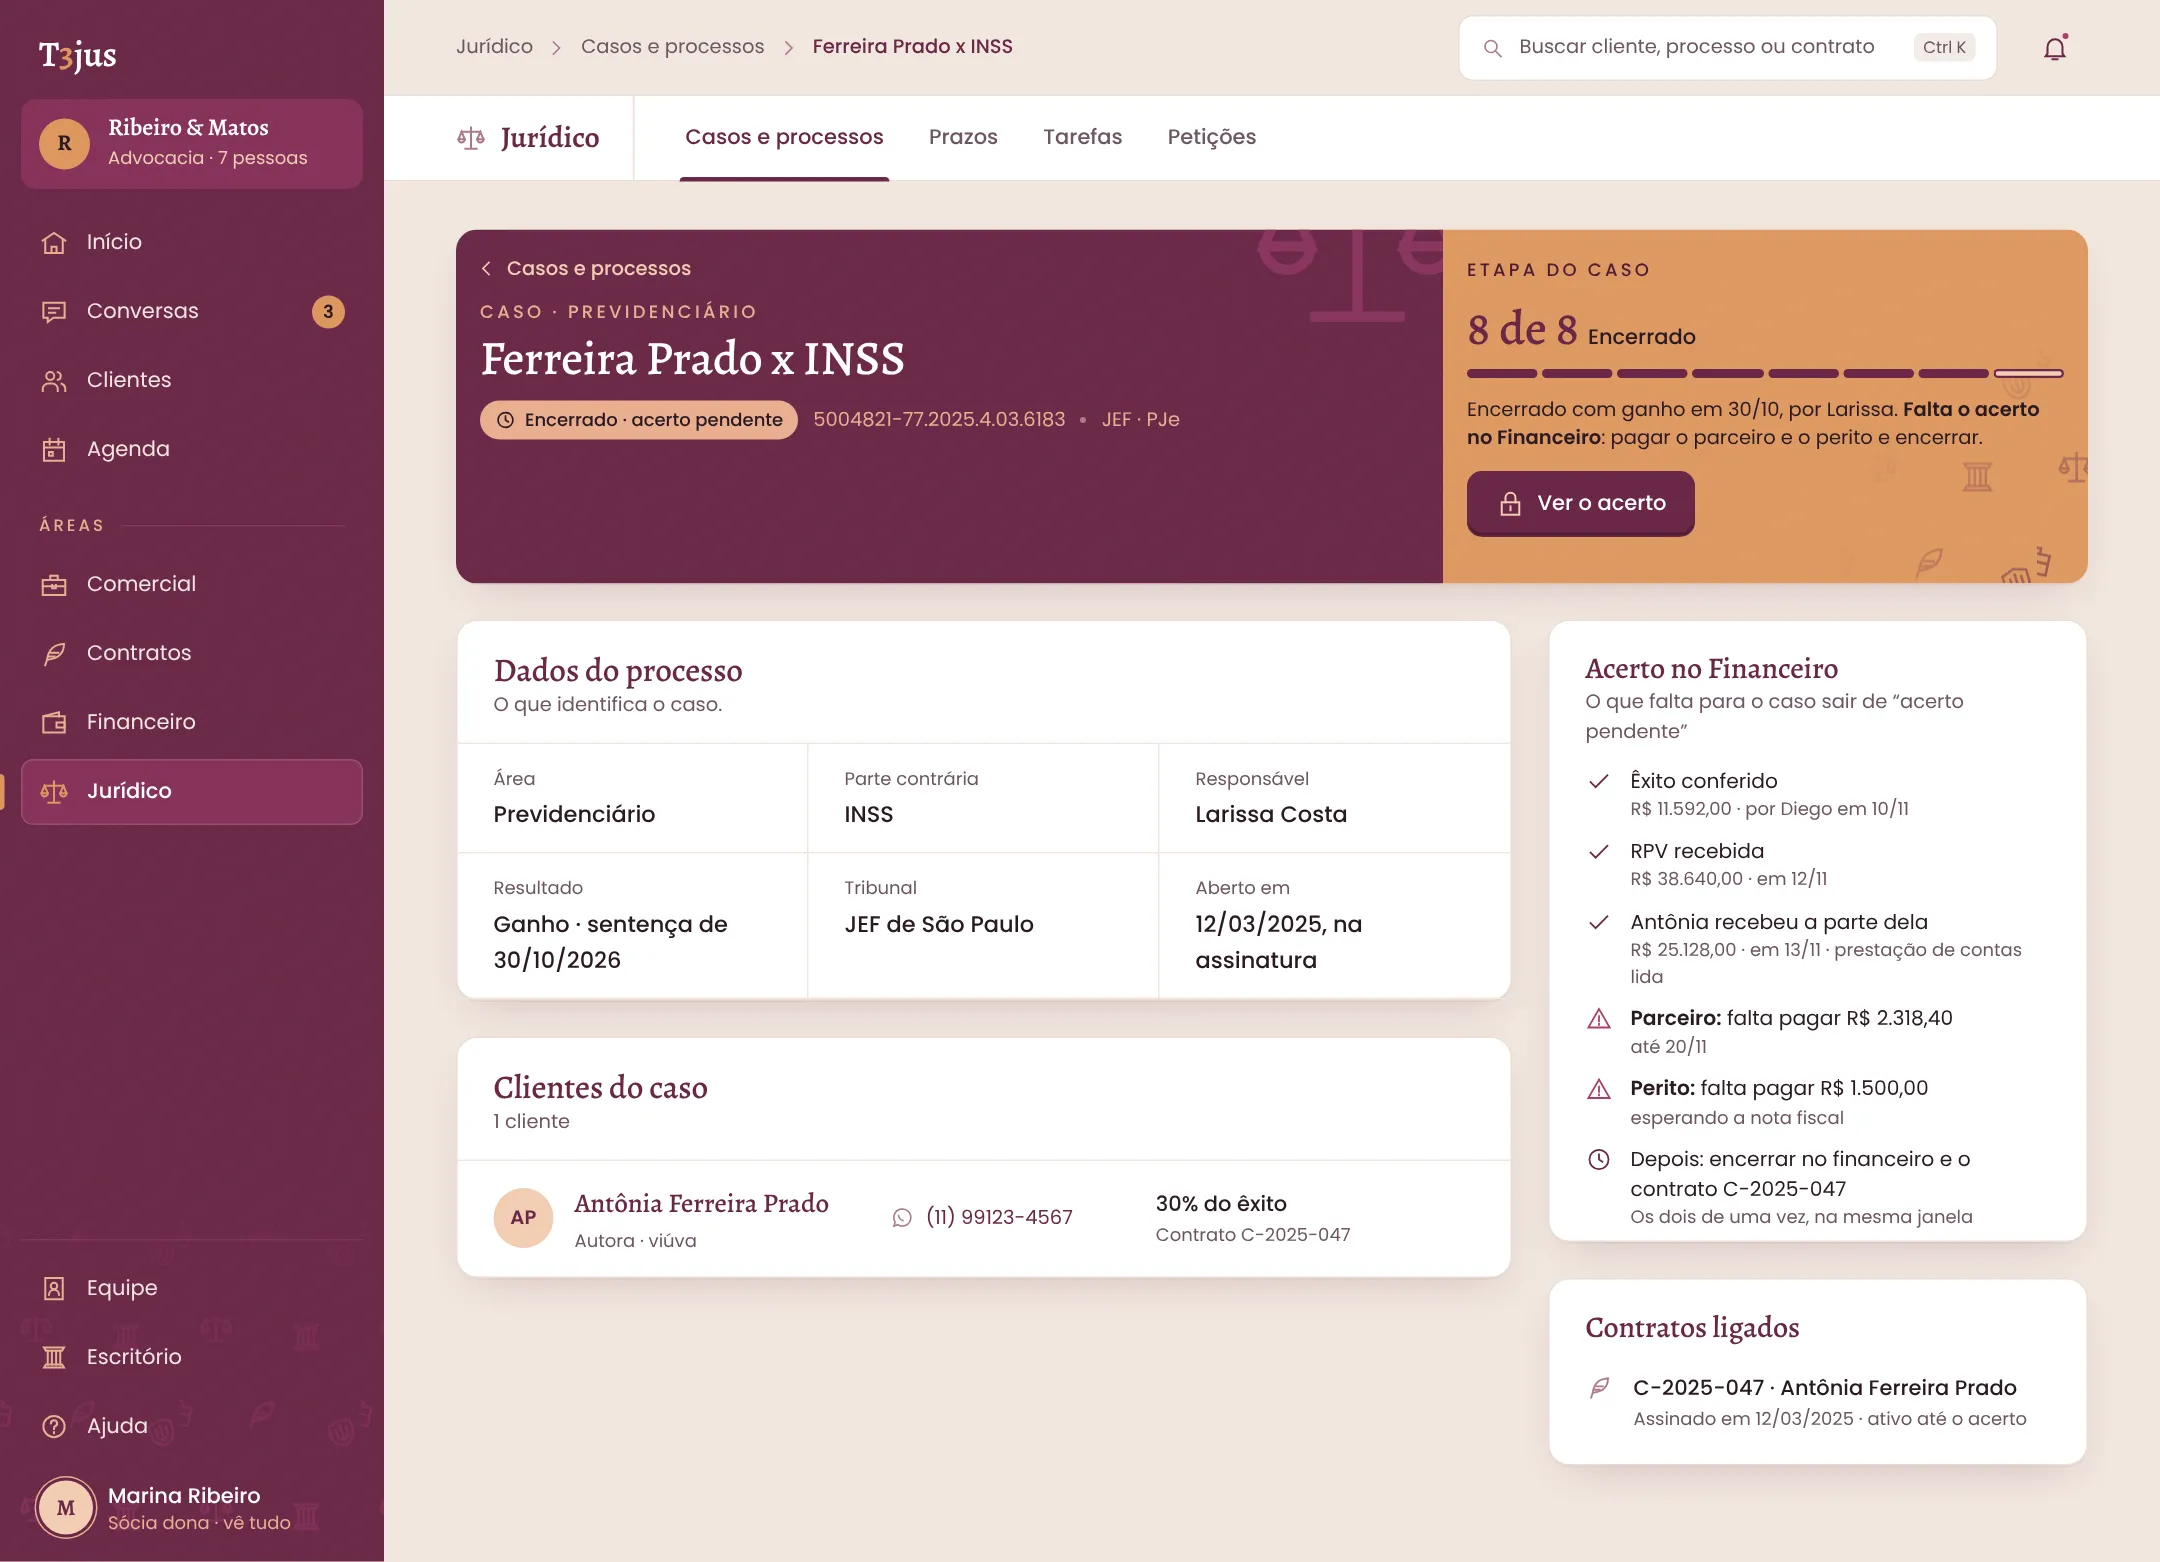 T3jus
R
Ribeiro & Matos
Advocacia · 7 pessoas
Início
Conversas
3
Clientes
Agenda
ÁREAS
Comercial
Contratos
Financeiro
Jurídico
Equipe
Escritório
Ajuda
M
Marina Ribeiro
Sócia dona · vê tudo
Jurídico
Casos e processos
Ferreira Prado x INSS
Buscar cliente, processo ou contrato
Ctrl K
Jurídico
Casos e processos
Prazos
Tarefas
Petições
Casos e processos
CASO · PREVIDENCIÁRIO
Ferreira Prado x INSS
Encerrado · acerto pendente
5004821-77.2025.4.03.6183 • JEF · PJe
ETAPA DO CASO
8 de 8 Encerrado
Encerrado com ganho em 30/10, por Larissa. Falta o acerto
no Financeiro: pagar o parceiro e o perito e encerrar.
Ver o acerto
Dados do processo
O que identifica o caso.
Área
Previdenciário
Parte contrária
INSS
Responsável
Larissa Costa
Resultado
Ganho · sentença de
30/10/2026
Tribunal
JEF de São Paulo
Aberto em
12/03/2025, na
assinatura
Clientes do caso
1 cliente
AP
Antônia Ferreira Prado
Autora · viúva
(11) 99123-4567
30% do êxito
Contrato C-2025-047
Acerto no Financeiro
O que falta para o caso sair de “acerto
pendente”
Êxito conferido
R$ 11.592,00 · por Diego em 10/11
RPV recebida
R$ 38.640,00 · em 12/11
Antônia recebeu a parte dela
R$ 25.128,00 · em 13/11 · prestação de contas
lida
Parceiro: falta pagar R$ 2.318,40
até 20/11
Perito: falta pagar R$ 1.500,00
esperando a nota fiscal
Depois: encerrar no financeiro e o
contrato C-2025-047
Os dois de uma vez, na mesma janela
Contratos ligados
C-2025-047 · Antônia Ferreira Prado
Assinado em 12/03/2025 · ativo até o acerto